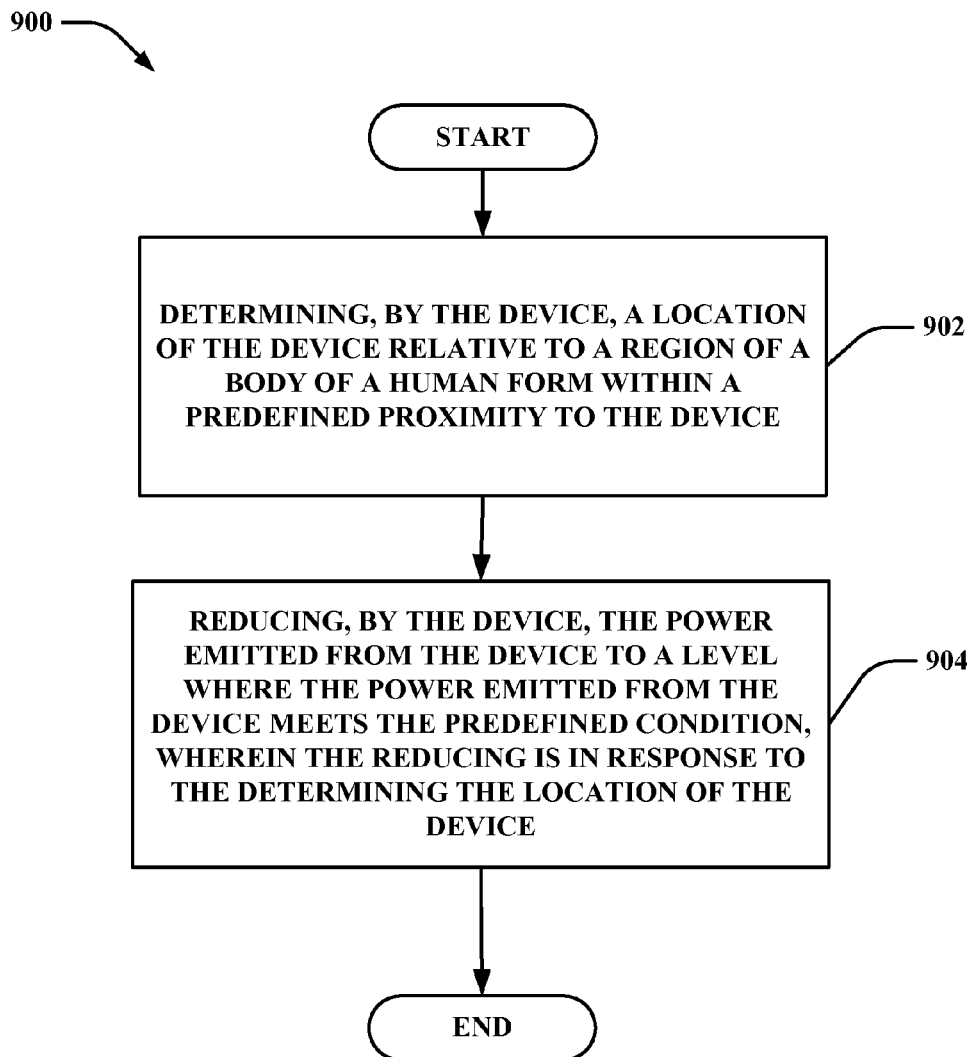 900
START
DETERMINING, BY THE DEVICE, A LOCATION
OF THE DEVICE RELATIVE TO A REGION OF A
BODY OF A HUMAN FORM WITHIN A
PREDEFINED PROXIMITY TO THE DEVICE
902
REDUCING, BY THE DEVICE, THE POWER
EMITTED FROM THE DEVICE TO A LEVEL
WHERE THE POWER EMITTED FROM THE
DEVICE MEETS THE PREDEFINED CONDITION,
WHEREIN THE REDUCING IS IN RESPONSE TO
THE DETERMINING THE LOCATION OF THE
DEVICE
904
END